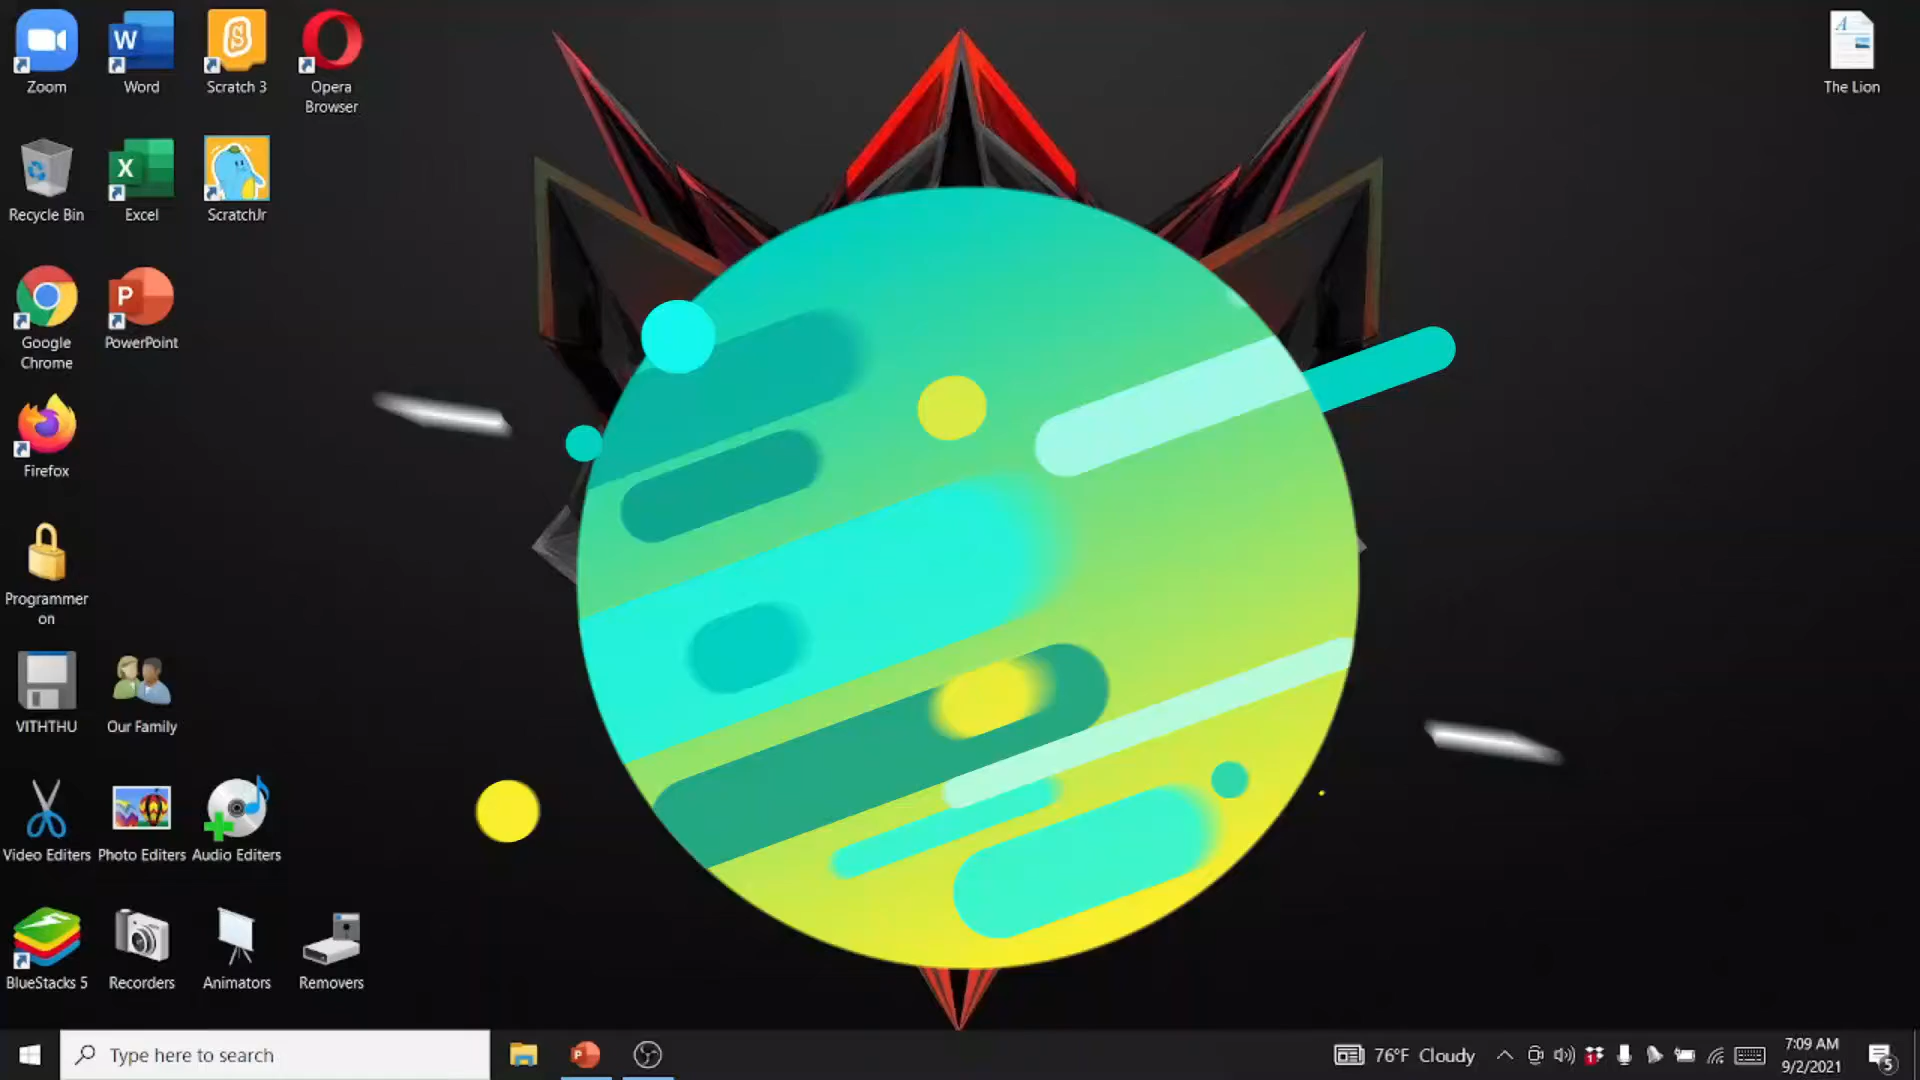 Zoom
Word
Scratch 3
Opera
Browser
The Lion
Recycle Bin
Excel
ScratchJr
Google
Chrome
PowerPoint
Firefox
Programmer
on
VITHTHU
Our Family
Video Editers
Photo Editers
Audio Editers
BlueStacks 5
Recorders
Animators
Removers
Type here to search
76°F Cloudy
7:09 AM
9/2/2021
5